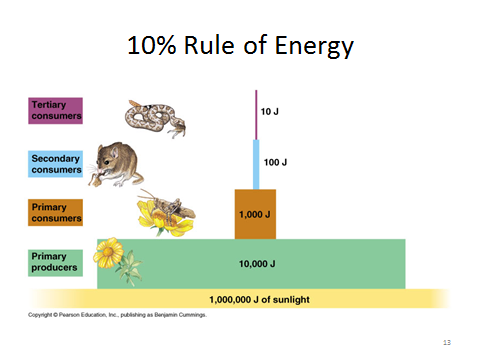 10% Rule of Energy
Tertiary
consumers
10 J
Secondary
consumers
100 J
Primary
consumers
1,000 J
Primary
producers
10,000 J
1,000,000 J of sunlight
Copyright © Pearson Education, Inc., publishing as Benjamin Cummings.
13